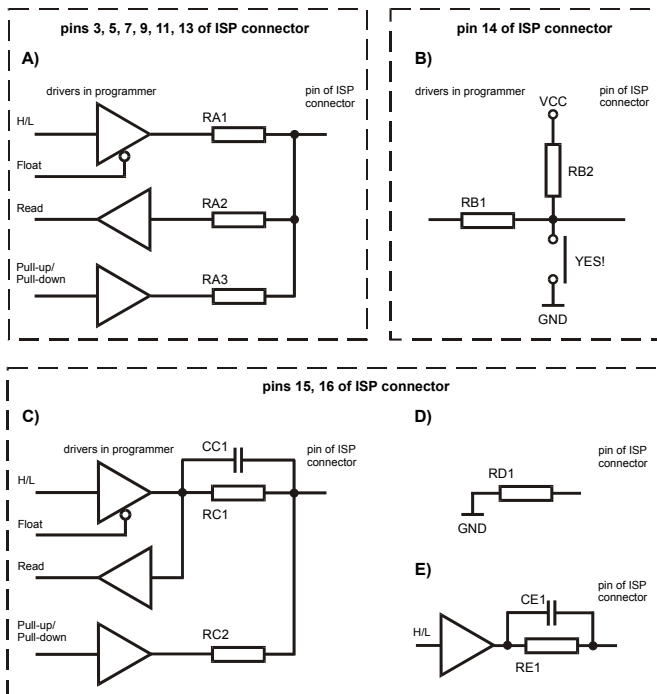 pins 3, 5, 7, 9, 11, 13 of ISP connector
A)
drivers in programmer
pin of ISP
connector
H/L
RA1
Float
Read
RA2
Pull-up/
Pull-down
RA3
pin 14 of ISP connector
B)
drivers in programmer
pin of ISP
connector
VCC
RB2
RB1
YES!
GND
pins 15, 16 of ISP connector
C)
drivers in programmer
CC1
pin of ISP
connector
H/L
RC1
Float
Read
Pull-up/
Pull-down
RC2
D)
pin of ISP
connector
RD1
GND
E)
pin of ISP
connector
CE1
H/L
RE1